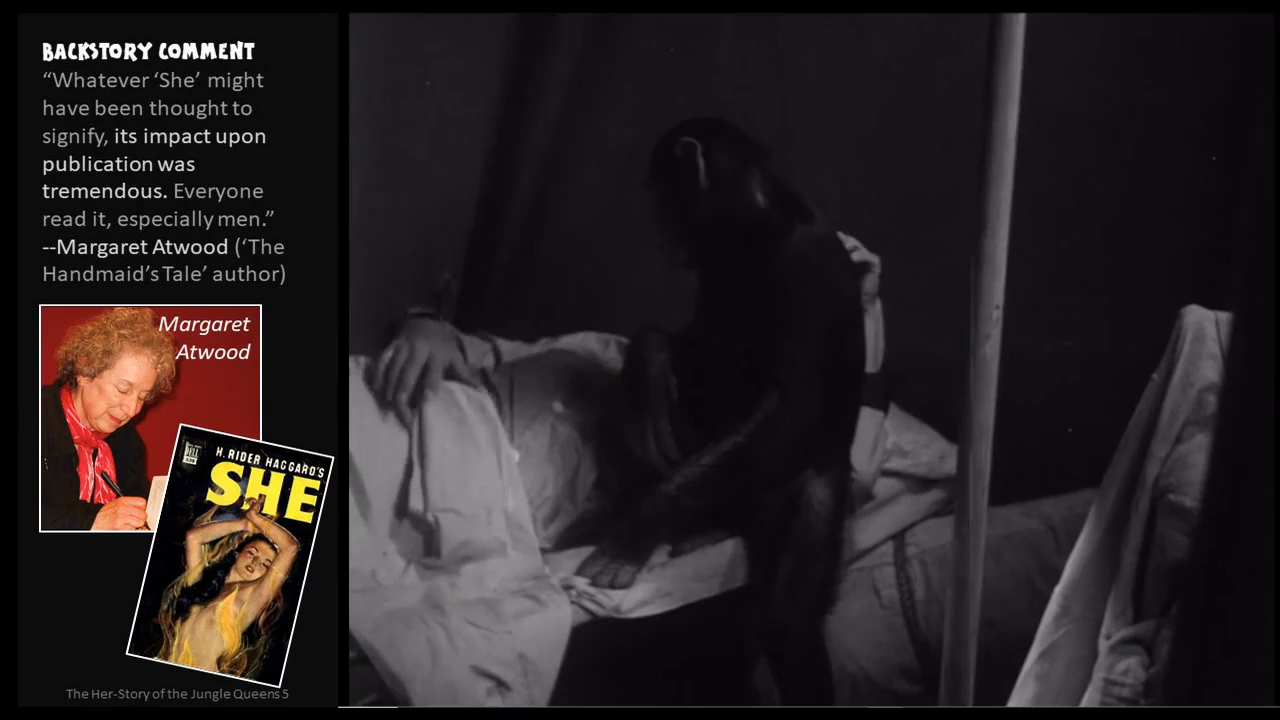 BACKSTORY COMMENT
“Whatever ‘She’ might
have been thought to
signify, its impact upon
publication was
tremendous. Everyone
read it, especially men.”
--Margaret Atwood (‘The
Handmaid’s Tale’ author)
Margaret
Atwood
DELL
H. RIDER HAGGARD'S
SHE
The Her-Story of the Jungle Queens 5